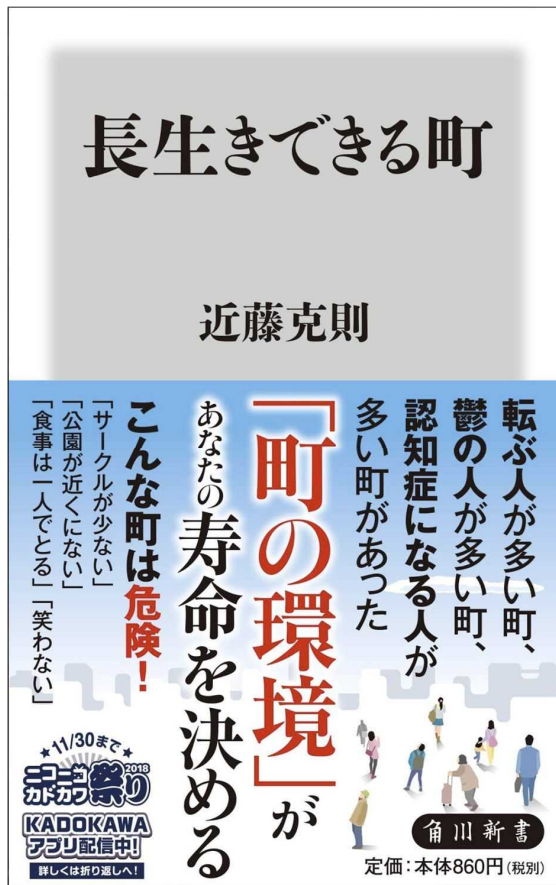 長生きできる町
近藤克則
転ぶ人が多い町、
鬱の人が多い町、
認知症になる人が
多い町があった
「町の環境」が
あなたの寿命を決める
こんな町は危険!
「サークルが少ない」
「公園が近くにない」
「食事は一人でとる」「笑わない」
★11/30まで★
ニコニコ
カドカワ祭り
2018
KADOKAWA
アプリ配信中!
詳しくは折り返しへ!
角川新書
定価:本体860円(税別)